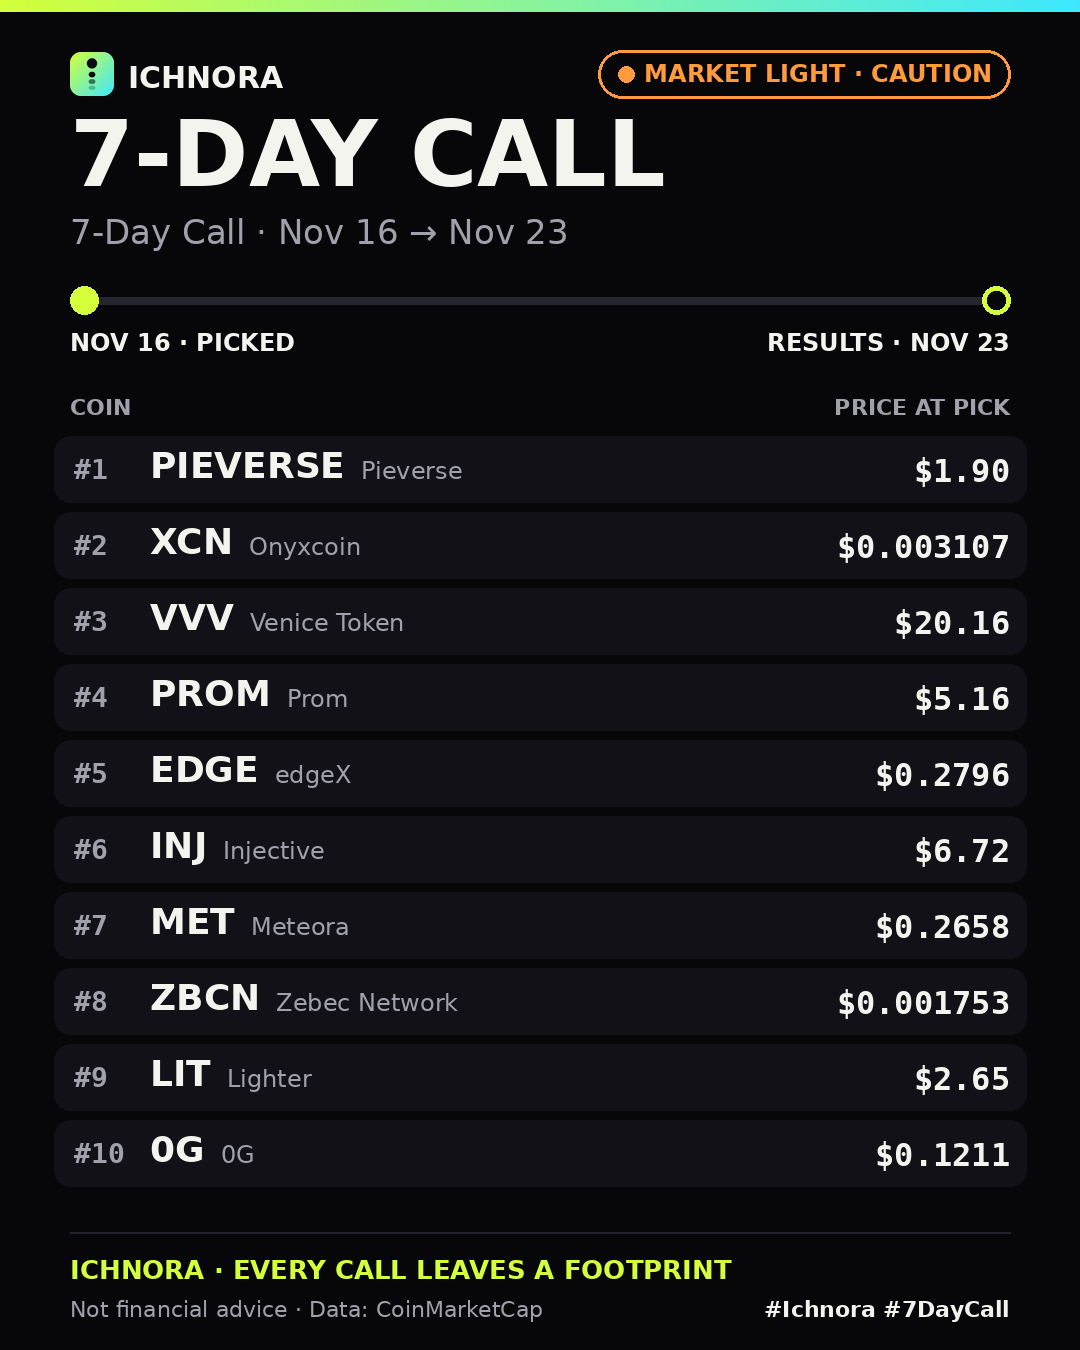 ICHNORA
MARKET LIGHT · CAUTION
7-DAY CALL
7-Day Call · Nov 16 → Nov 23
NOV 16 · PICKED
RESULTS · NOV 23
COIN
PRICE AT PICK
#1 PIEVERSE Pieverse $1.90
#2 XCN Onyxcoin $0.003107
#3 VVV Venice Token $20.16
#4 PROM Prom $5.16
#5 EDGE edgeX $0.2796
#6 INJ Injective $6.72
#7 MET Meteora $0.2658
#8 ZBCN Zebec Network $0.001753
#9 LIT Lighter $2.65
#10 0G 0G $0.1211
ICHNORA · EVERY CALL LEAVES A FOOTPRINT
Not financial advice · Data: CoinMarketCap
#Ichnora #7DayCall